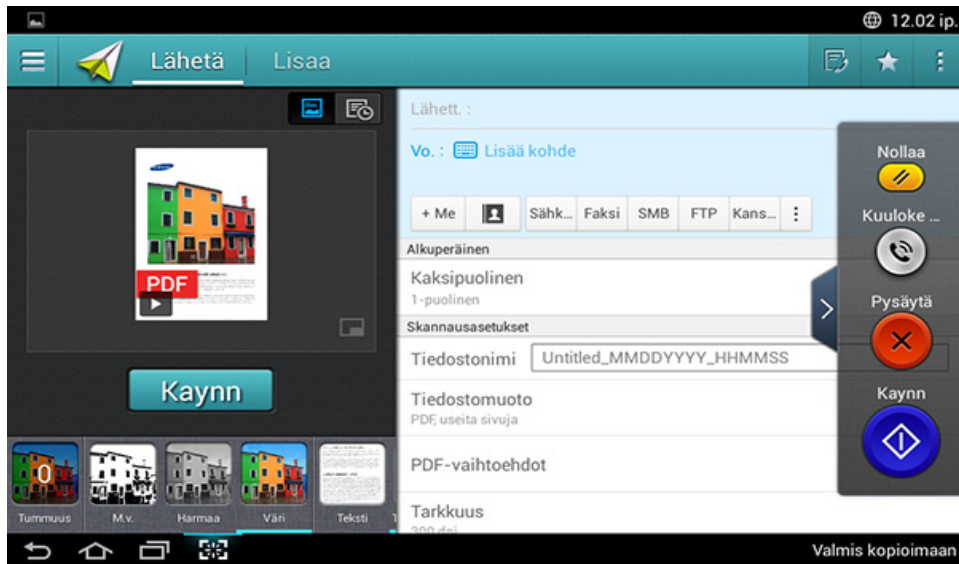 12.02 ip.
Lähetä
Lisaa
Lähett. :
Vo. : Lisää kohde
+ Me
Sähk...
Faksi
SMB
FTP
Kans...
Alkuperäinen
Kaksipuolinen
1-puolinen
Skannausasetukset
Tiedostonimi
Untitled_MMDDYYYY_HHMMSS
Tiedostomuoto
PDF, useita sivuja
PDF-vaihtoehdot
Tarkkuus
PDF
Kaynn
0
Tummuus
M.v.
Harmaa
Väri
Teksti
Nollaa
Kuuloke ...
Pysäytä
Kaynn
Valmis kopioimaan